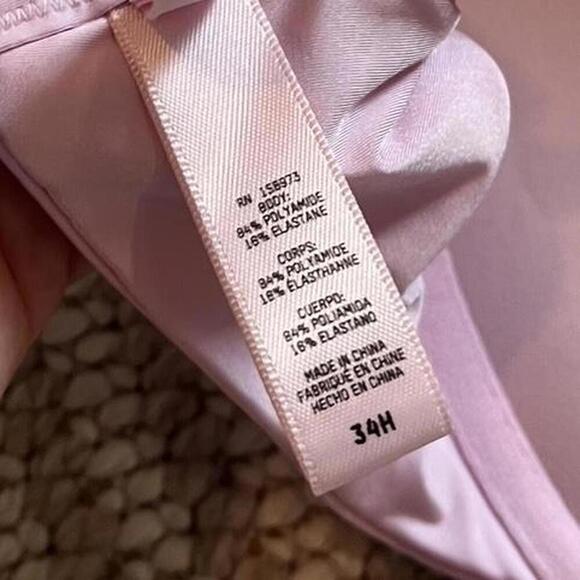 RN 158973
BODY:
84% POLYAMIDE
16% ELASTANE
CORPS:
84% POLYAMIDE
16% ÉLASTHANNE
CUERPO:
84% POLIAMIDA
16% ELASTANO
MADE IN CHINA
FABRIQUÉ EN CHINE
HECHO EN CHINA
34H